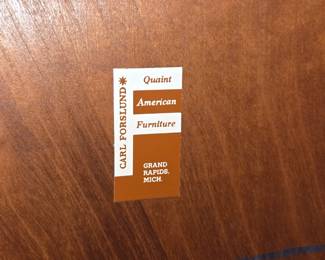 CARL FORSLUND
Quaint
American
Furniture
GRAND
RAPIDS,
MICH.